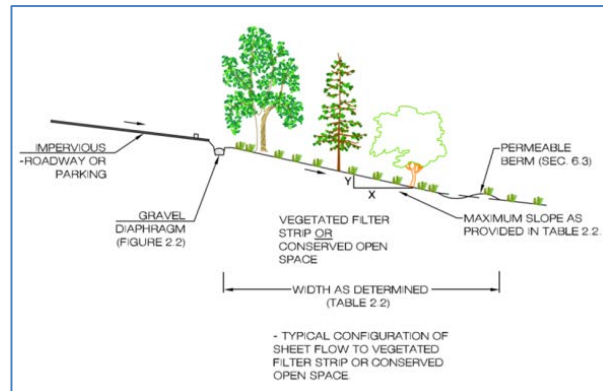 IMPERVIOUS
-ROADWAY OR
PARKING
GRAVEL
DIAPHRAGM
(FIGURE 2.2)
VEGETATED FILTER
STRIP OR
CONSERVED OPEN
SPACE
Y
X
PERMEABLE
BERM (SEC. 6.3)
MAXIMUM SLOPE AS
PROVIDED IN TABLE 2.2.
WIDTH AS DETERMINED
(TABLE 2.2)
- TYPICAL CONFIGURATION OF
SHEET FLOW TO VEGETATED
FILTER STRIP OR CONSERVED
OPEN SPACE